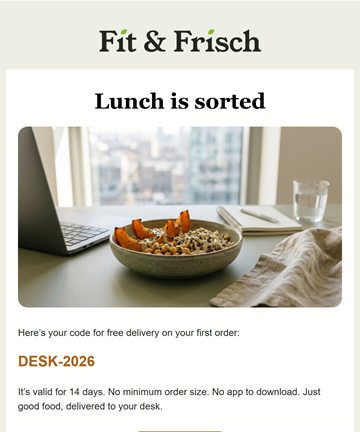 Fit & Frisch
Lunch is sorted
Here’s your code for free delivery on your first order:
DESK-2026
It’s valid for 14 days. No minimum order size. No app to download. Just
good food, delivered to your desk.